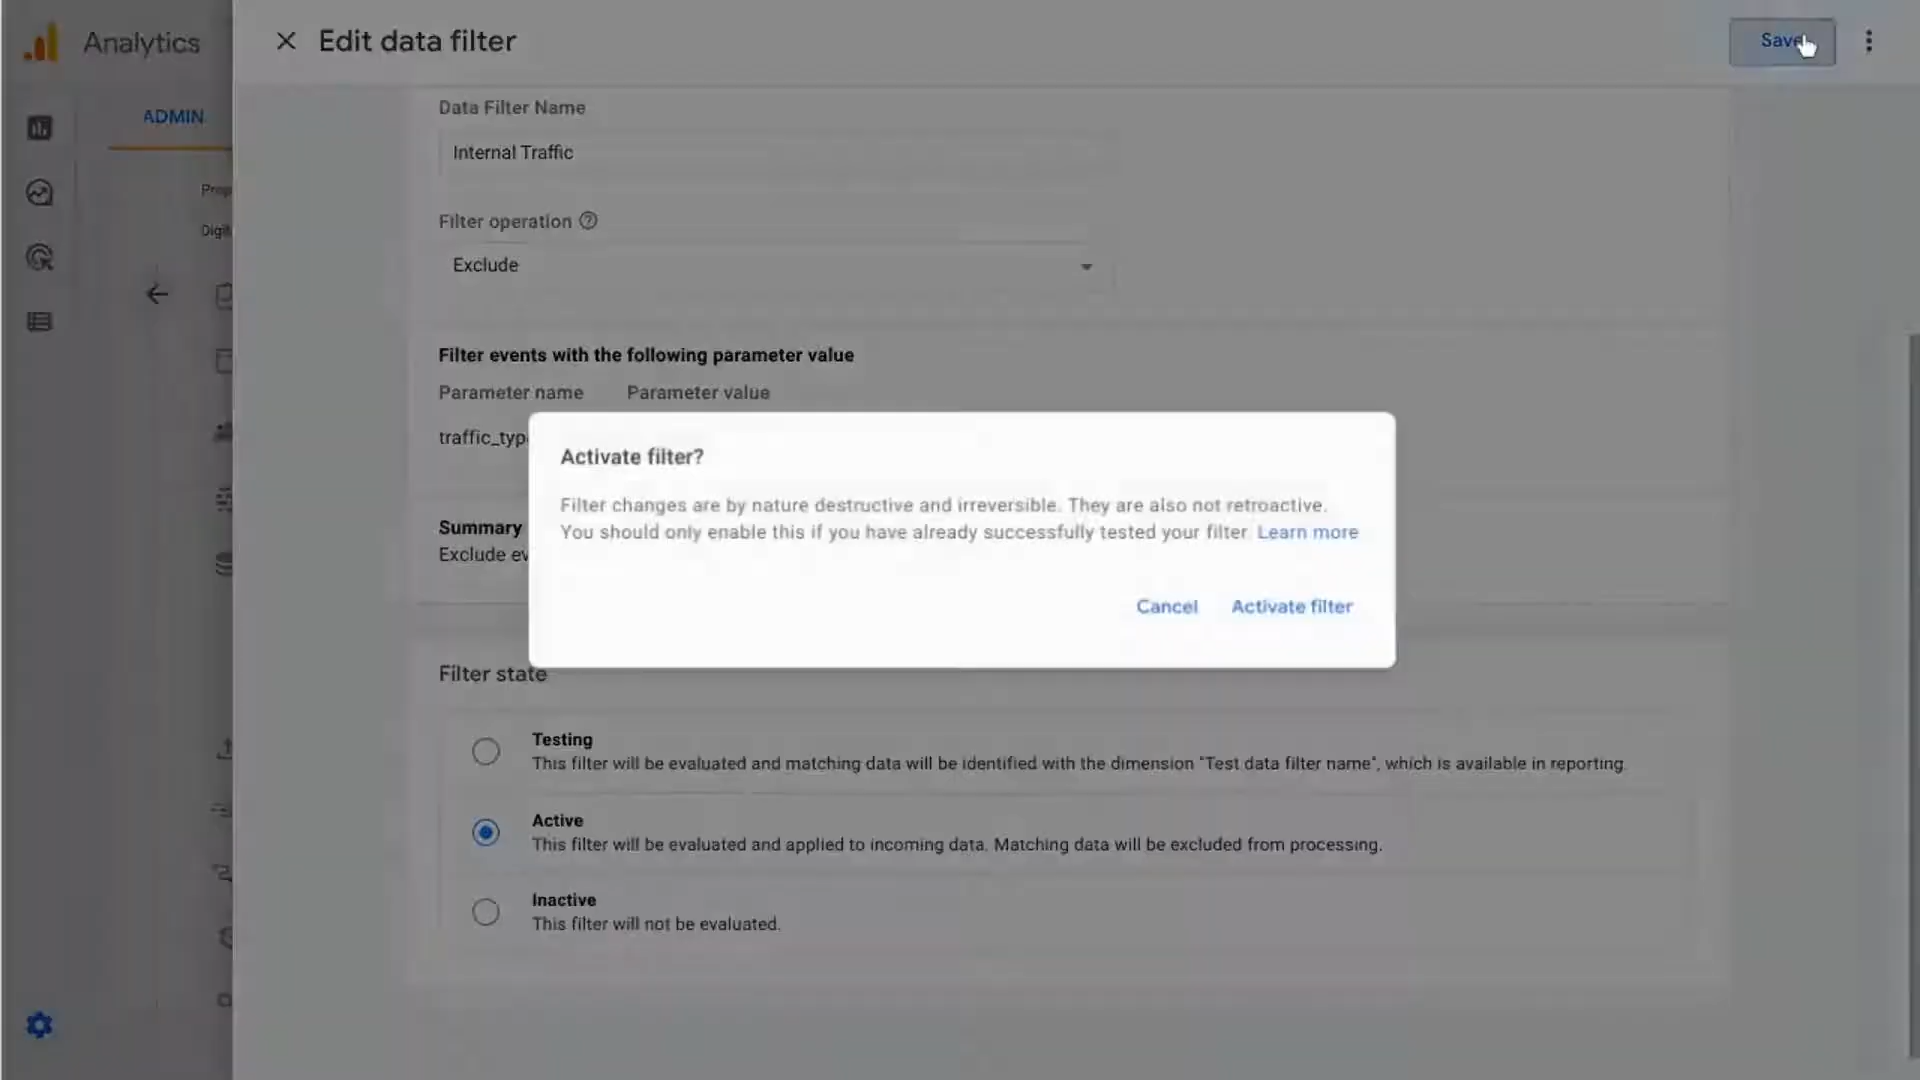 Analytics
Edit data filter
Save
ADMIN
Data Filter Name
Internal Traffic
Filter operation
Exclude
Filter events with the following parameter value
Parameter name Parameter value
Activate filter?
Filter changes are by nature destructive and irreversible. They are also not retroactive.
You should only enable this if you have already successfully tested your filter. Learn more
Cancel Activate filter
Summary
Exclude
Filter state
Testing
This filter will be evaluated and matching data will be identified with the dimension "Test data filter name", which is available in reporting.
Active
This filter will be evaluated and applied to incoming data. Matching data will be excluded from processing.
Inactive
This filter will not be evaluated.